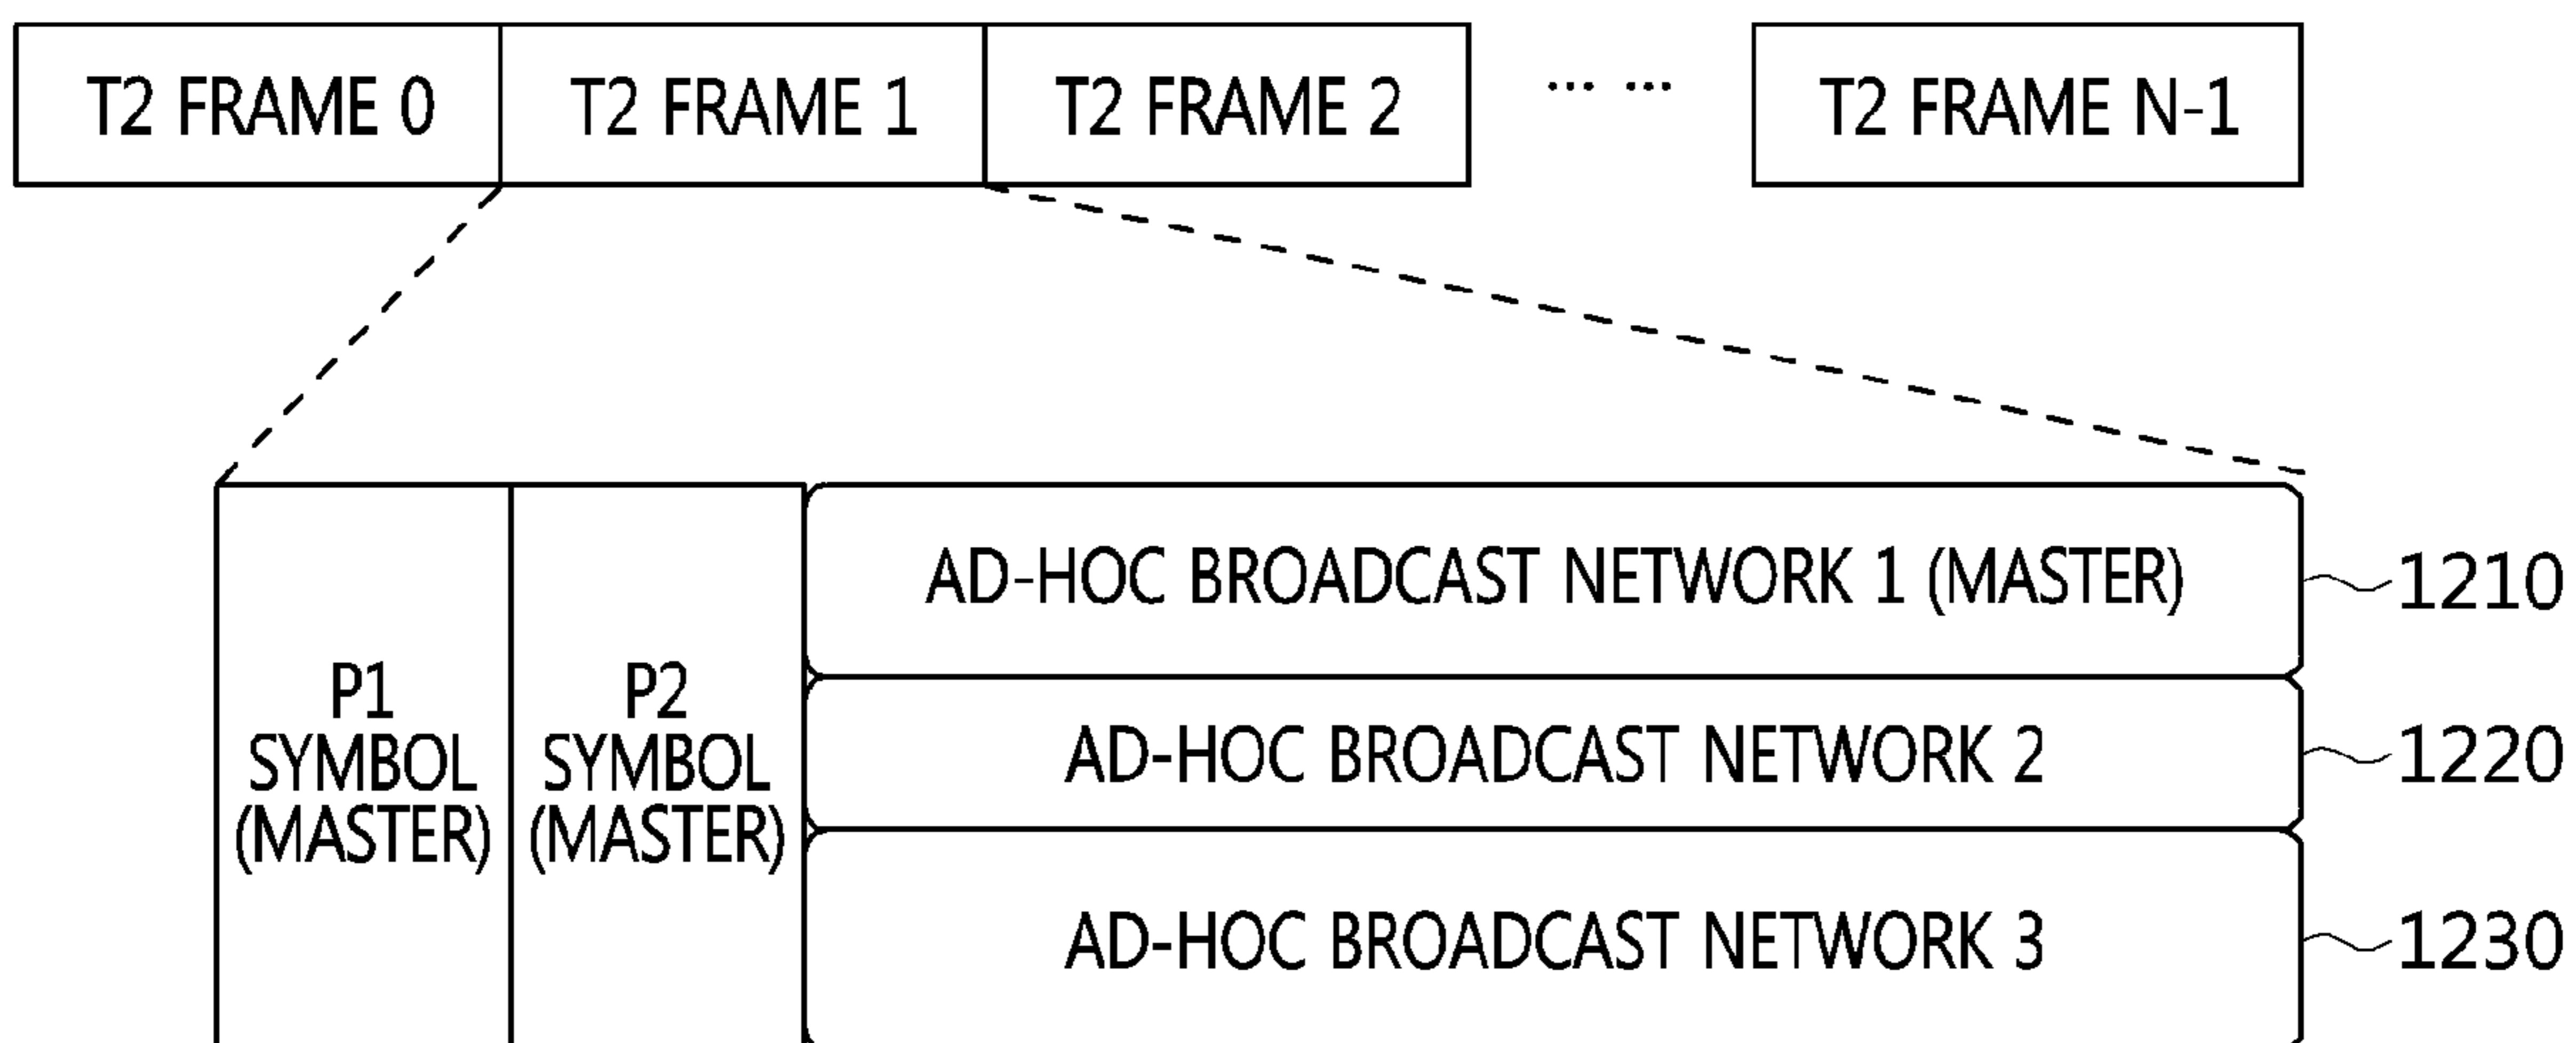 T2 FRAME 0
T2 FRAME 1
T2 FRAME 2
... ...
T2 FRAME N-1
P1
SYMBOL
(MASTER)
P2
SYMBOL
(MASTER)
AD-HOC BROADCAST NETWORK 1 (MASTER)
1210
AD-HOC BROADCAST NETWORK 2
1220
AD-HOC BROADCAST NETWORK 3
1230